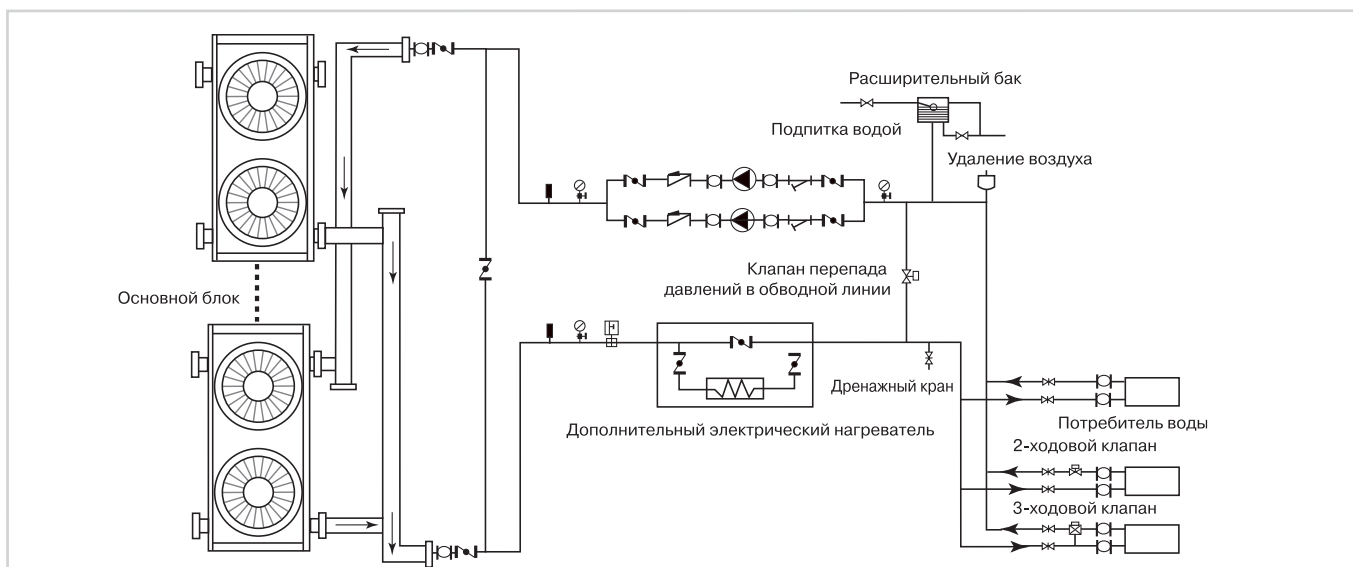 Расширительный бак
Подпитка водой
Удаление воздуха
Клапан перепада
давлений в обводной линии
Основной блок
Дренажный кран
Дополнительный электрический нагреватель
Потребитель воды
2-ходовой клапан
3-ходовой клапан